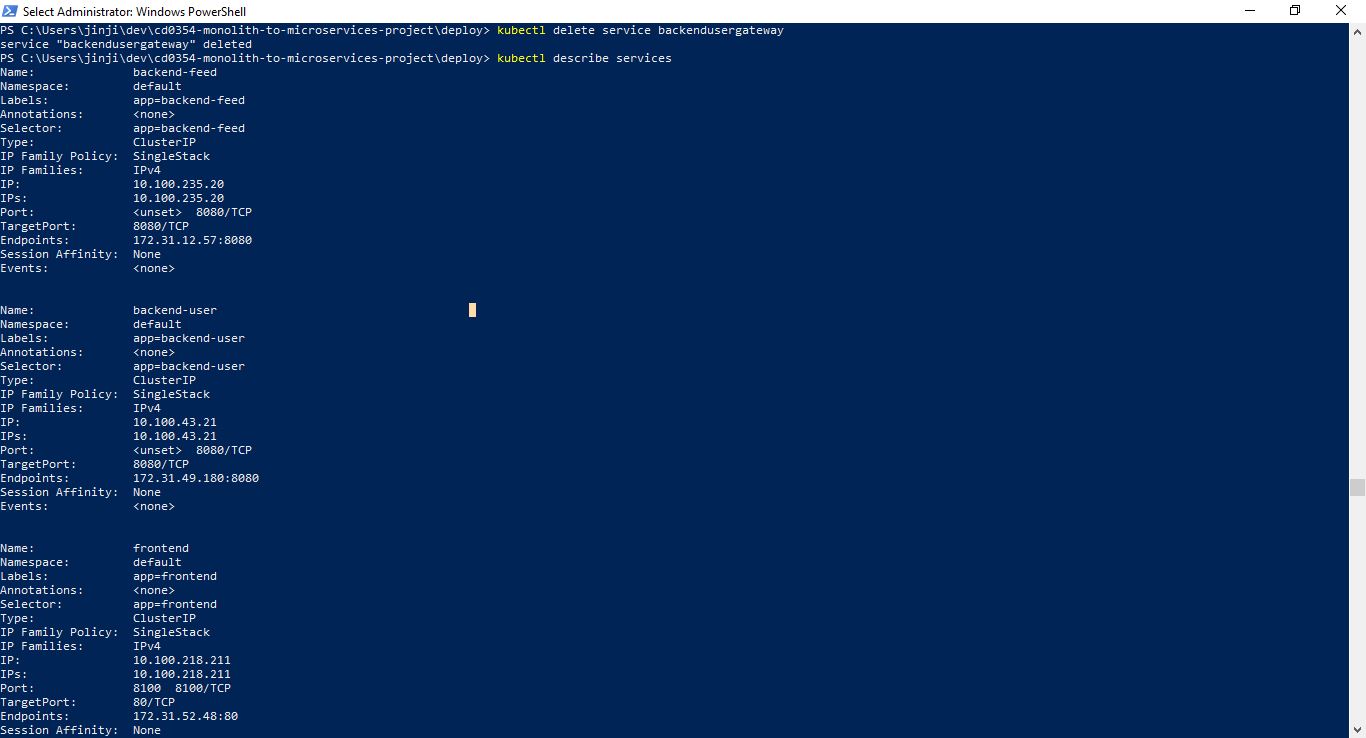 Select Administrator: Windows PowerShell
PS C:\Users\jinji\dev\cd0354-monolith-to-microservices-project\deploy> kubectl delete service backendusergateway
service "backendusergateway" deleted
PS C:\Users\jinji\dev\cd0354-monolith-to-microservices-project\deploy> kubectl describe services
Name:              backend-feed
Namespace:         default
Labels:            app=backend-feed
Annotations:       <none>
Selector:          app=backend-feed
Type:              ClusterIP
IP Family Policy:  SingleStack
IP Families:       IPv4
IP:                10.100.235.20
IPs:               10.100.235.20
Port:              <unset>  8080/TCP
TargetPort:        8080/TCP
Endpoints:         172.31.12.57:8080
Session Affinity:  None
Events:            <none>
Name:              backend-user
Namespace:         default
Labels:            app=backend-user
Annotations:       <none>
Selector:          app=backend-user
Type:              ClusterIP
IP Family Policy:  SingleStack
IP Families:       IPv4
IP:                10.100.43.21
IPs:               10.100.43.21
Port:              <unset>  8080/TCP
TargetPort:        8080/TCP
Endpoints:         172.31.49.180:8080
Session Affinity:  None
Events:            <none>
Name:              frontend
Namespace:         default
Labels:            app=frontend
Annotations:       <none>
Selector:          app=frontend
Type:              ClusterIP
IP Family Policy:  SingleStack
IP Families:       IPv4
IP:                10.100.218.211
IPs:               10.100.218.211
Port:              8100  8100/TCP
TargetPort:        80/TCP
Endpoints:         172.31.52.48:80
Session Affinity:  None